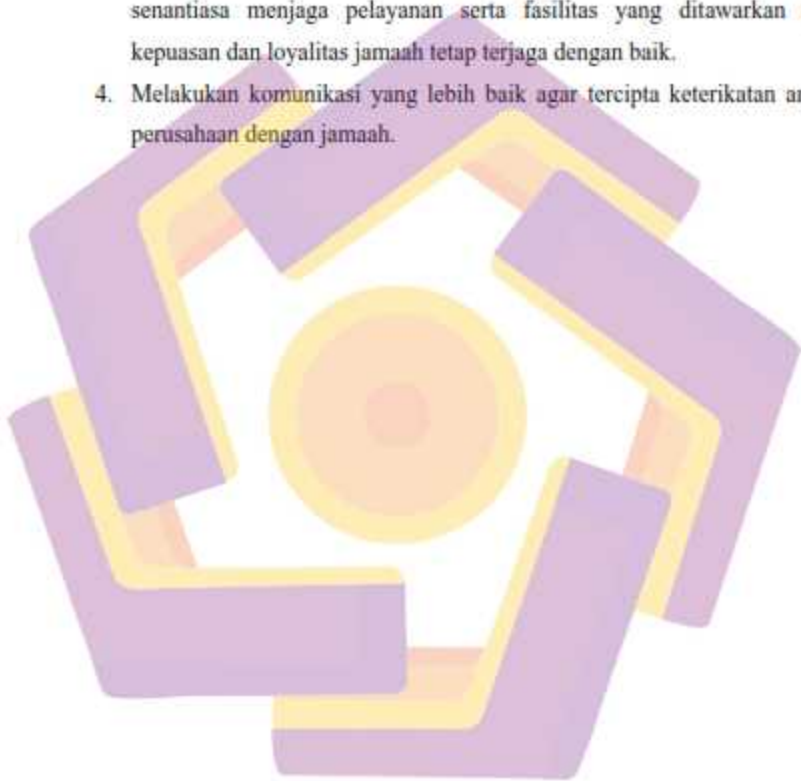 senantiasa menjaga pelayanan serta fasilitas yang ditawarkan
kepuasan dan loyalitas jamaah tetap terjaga dengan baik.
4. Melakukan komunikasi yang lebih baik agar tercipta keterikatan
perusahaan dengan jamaah.